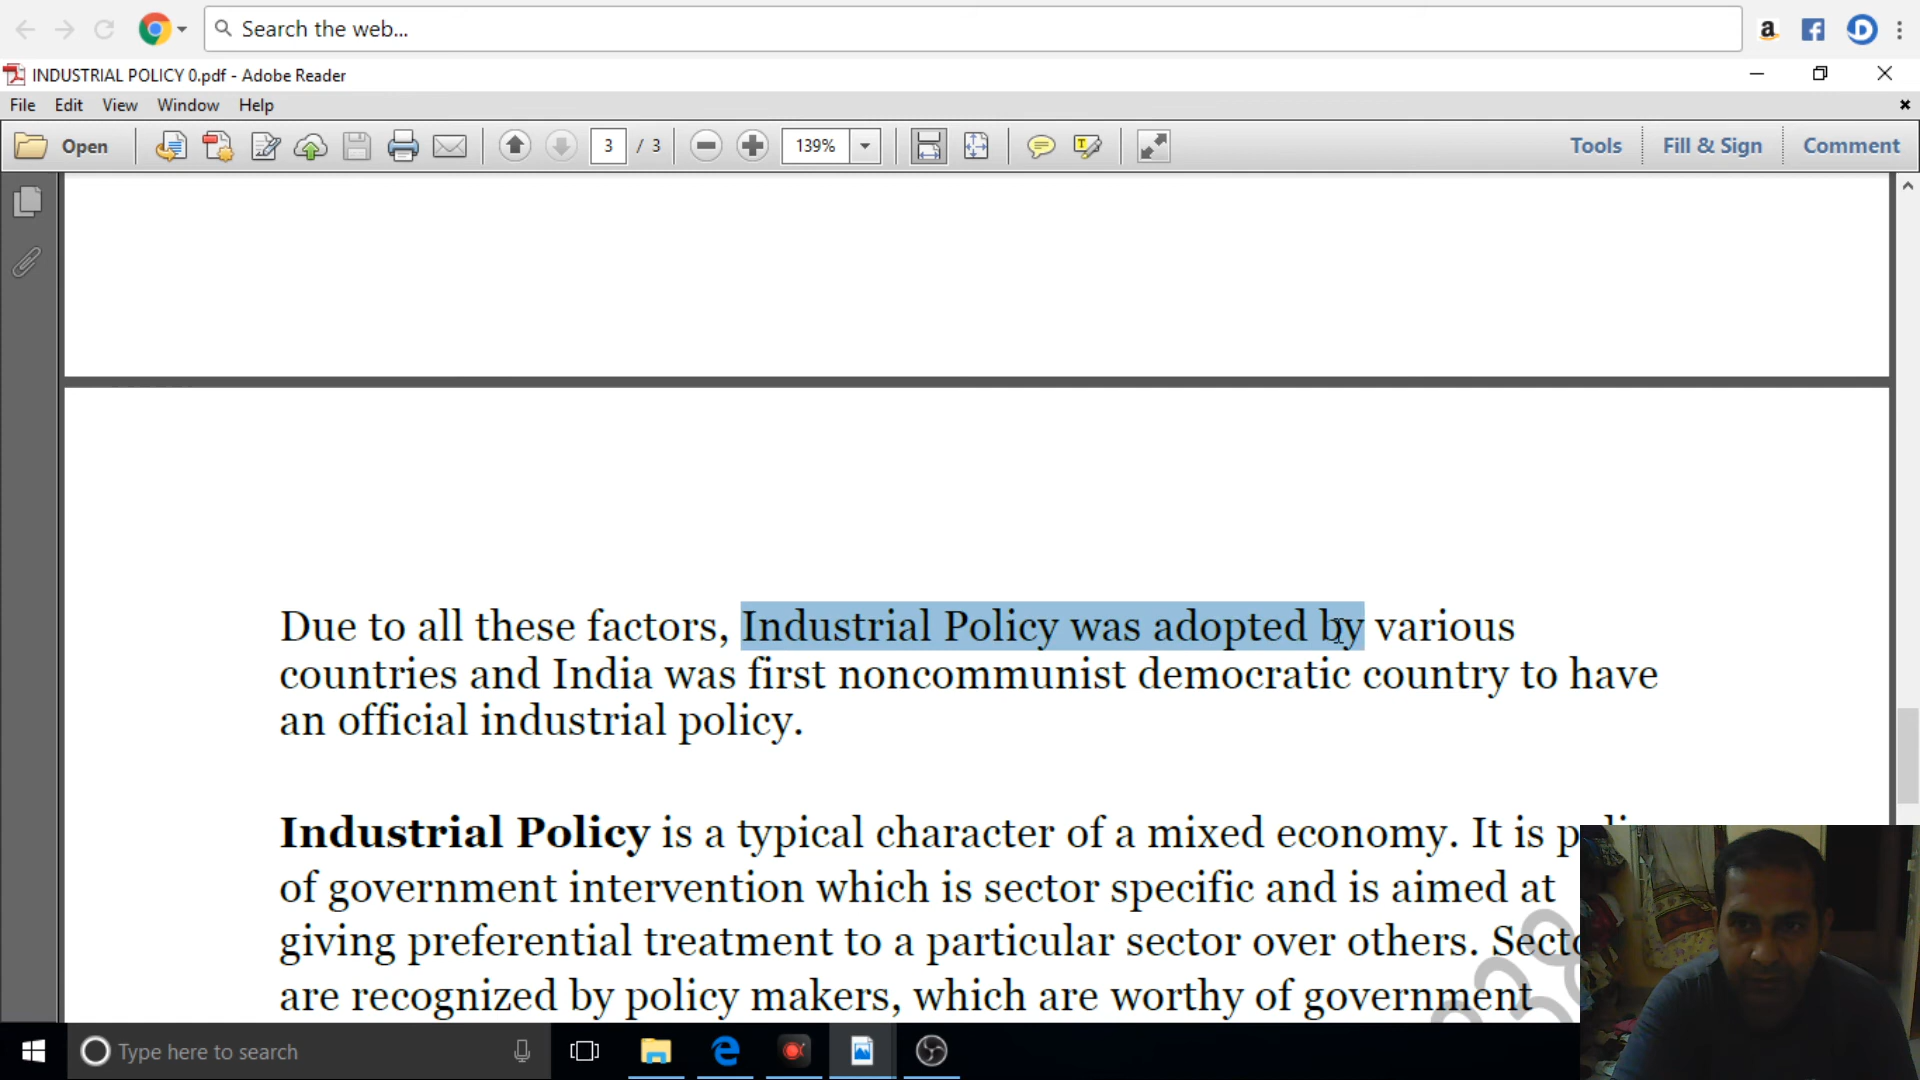 Search the web...
INDUSTRIAL POLICY 0.pdf - Adobe Reader
File Edit View Window Help
Open 3 / 3 139% Tools Fill & Sign Comment
Due to all these factors, Industrial Policy was adopted by various
countries and India was first noncommunist democratic country to have
an official industrial policy.
Industrial Policy is a typical character of a mixed economy. It is
of government intervention which is sector specific and is aimed at
giving preferential treatment to a particular sector over others.
are recognized by policy makers, which are worthy of government
Type here to search